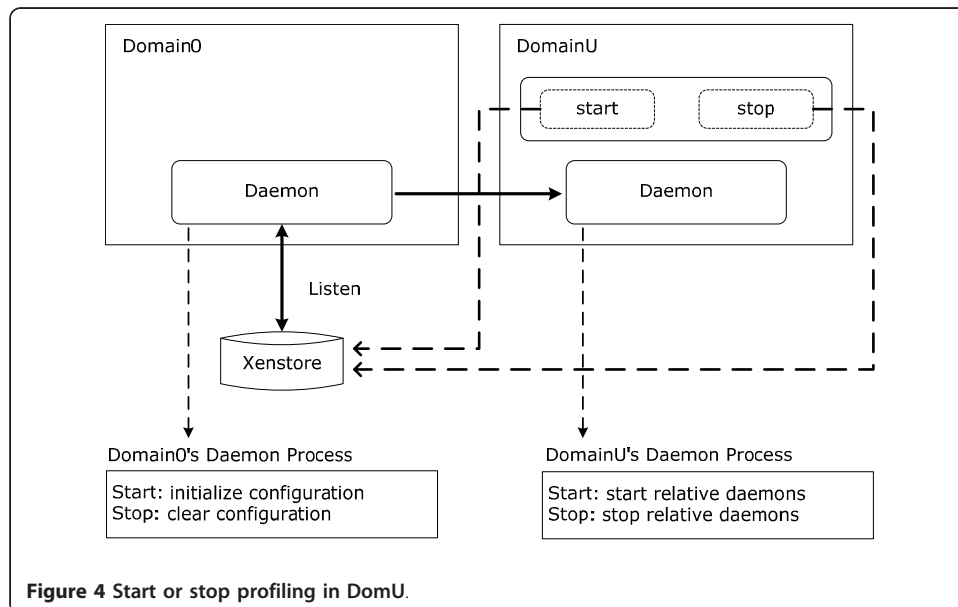 Domain0
DomainU
start
stop
Daemon
Daemon
Listen
Xenstore
Domain0's Daemon Process
Start: initialize configuration
Stop: clear configuration
DomainU's Daemon Process
Start: start relative daemons
Stop: stop relative daemons
Figure 4 Start or stop profiling in DomU.